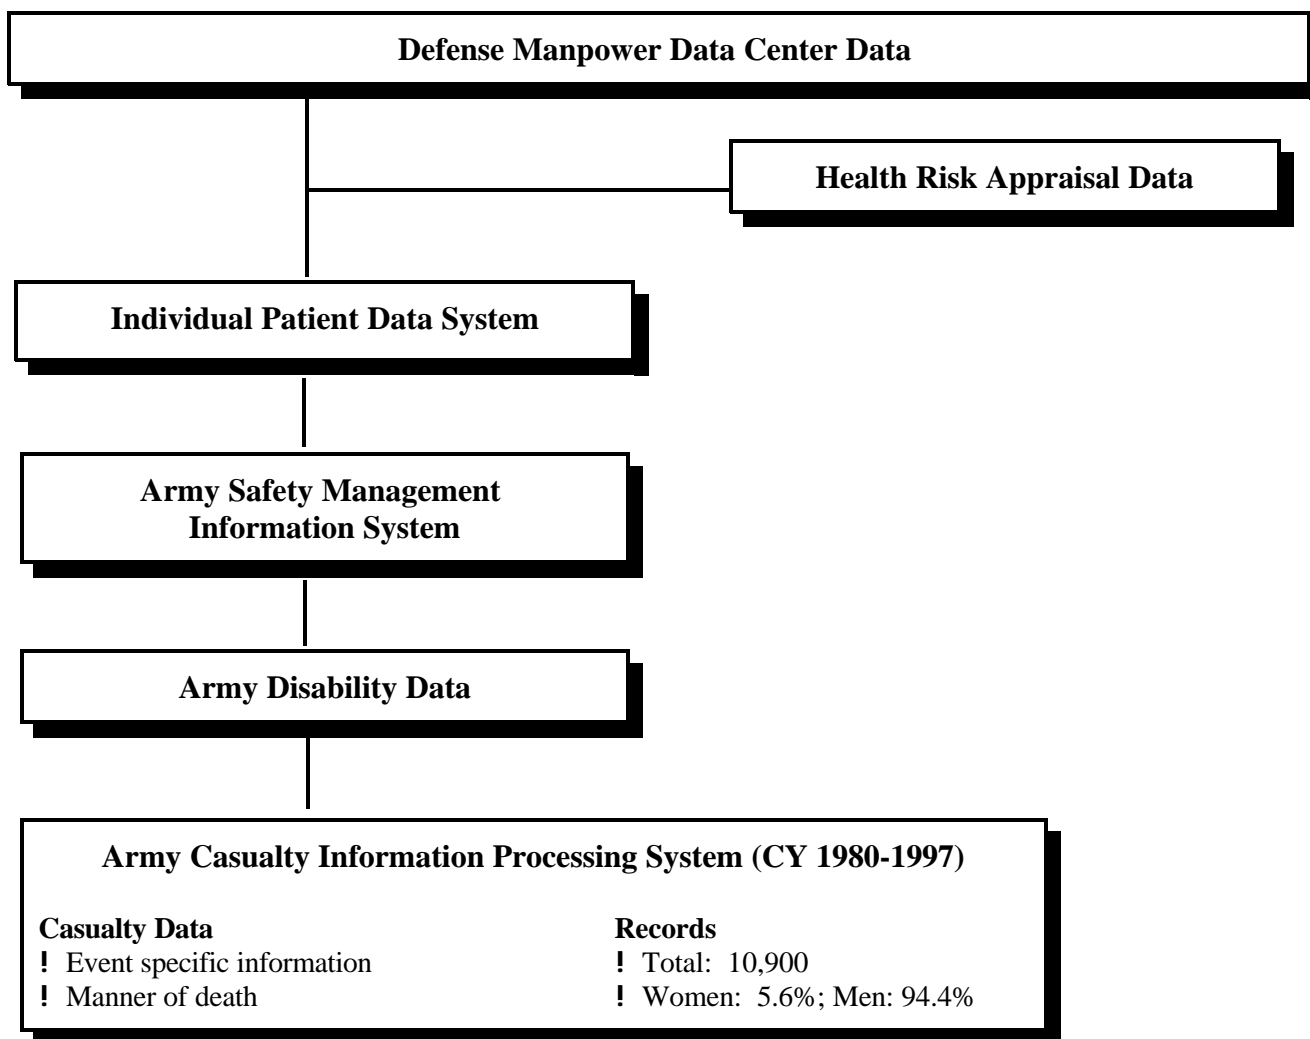 Defense Manpower Data Center Data
Health Risk Appraisal Data
Individual Patient Data System
Army Safety Management
Information System
Army Disability Data
Army Casualty Information Processing System (CY 1980-1997)
Casualty Data
! Event specific information
! Manner of death
Records
! Total: 10,900
! Women: 5.6%; Men: 94.4%